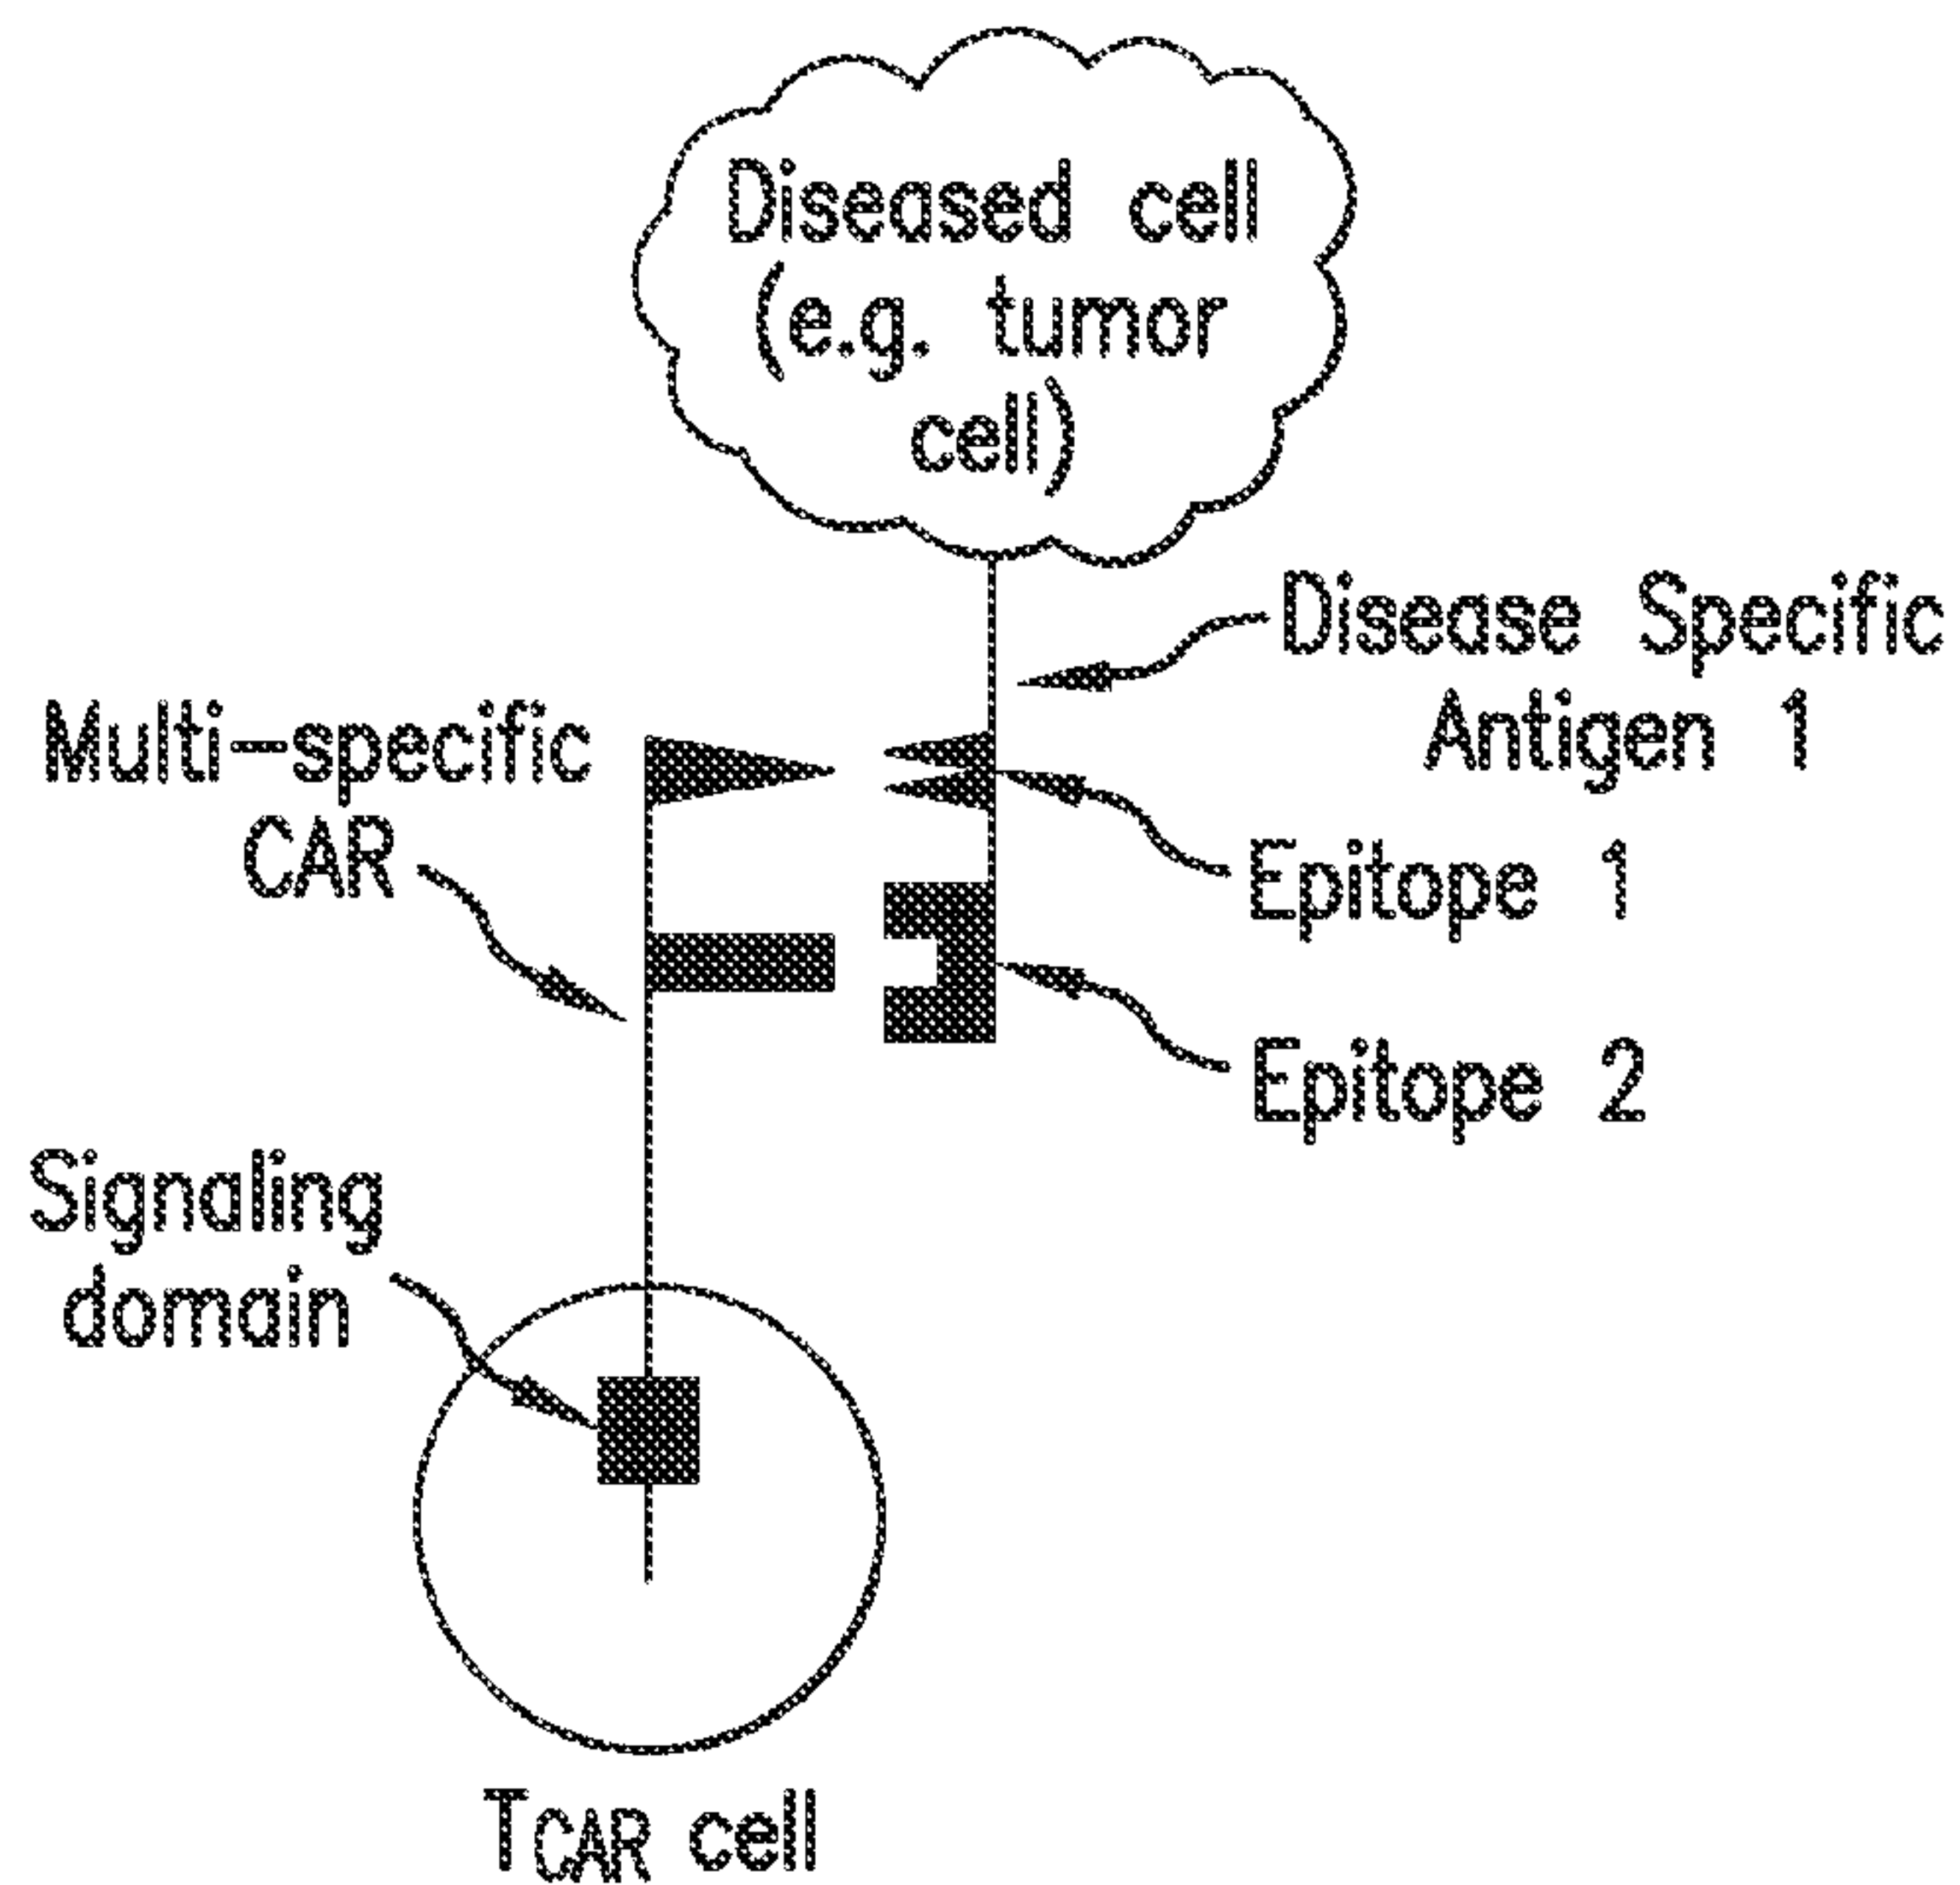 Diseased cell
(e.g. tumor
cell)
Disease Specific
Antigen 1
Multi-specific
CAR
Epitope 1
Epitope 2
Signaling
domain
TCAR cell